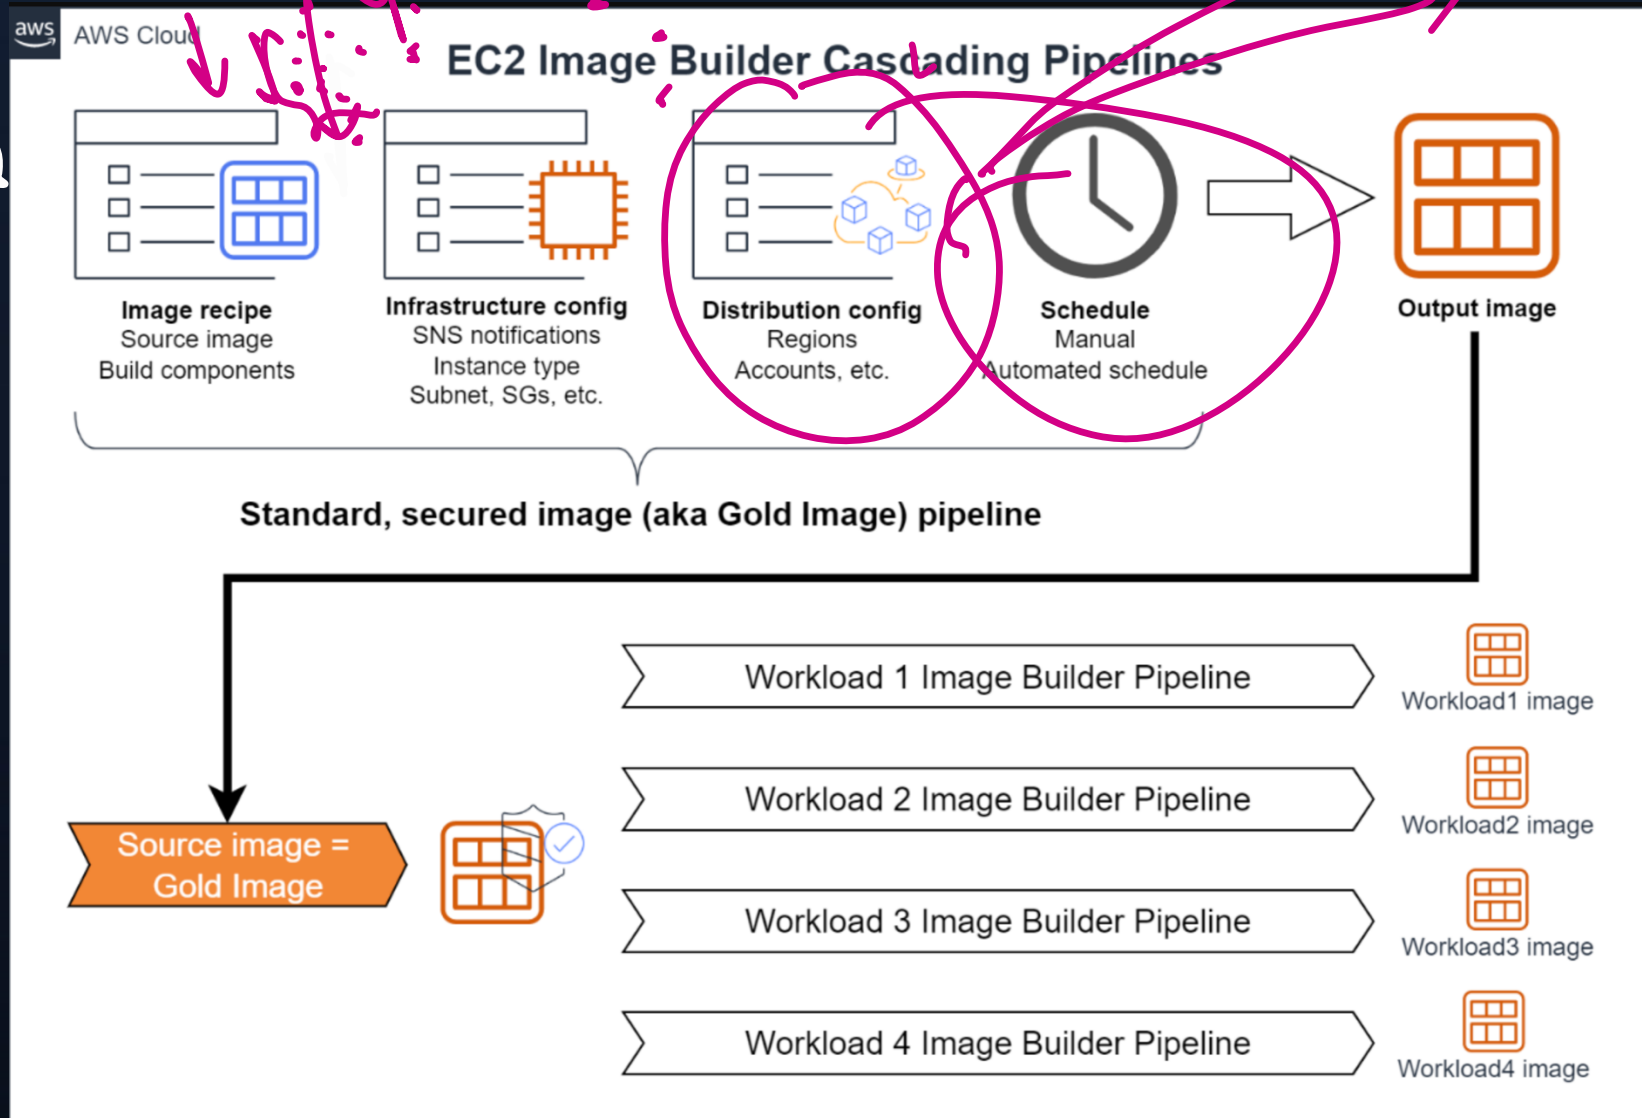 aws
AWS Cloud
EC2 Image Builder Cascading Pipelines
Image recipe
Source image
Build components
Infrastructure config
SNS notifications
Instance type
Subnet, SGs, etc.
Distribution config
Regions
Accounts, etc.
Schedule
Manual
Automated schedule
Output image
Standard, secured image (aka Gold Image) pipeline
Source image =
Gold Image
Workload 1 Image Builder Pipeline
Workload1 image
Workload 2 Image Builder Pipeline
Workload2 image
Workload 3 Image Builder Pipeline
Workload3 image
Workload 4 Image Builder Pipeline
Workload4 image